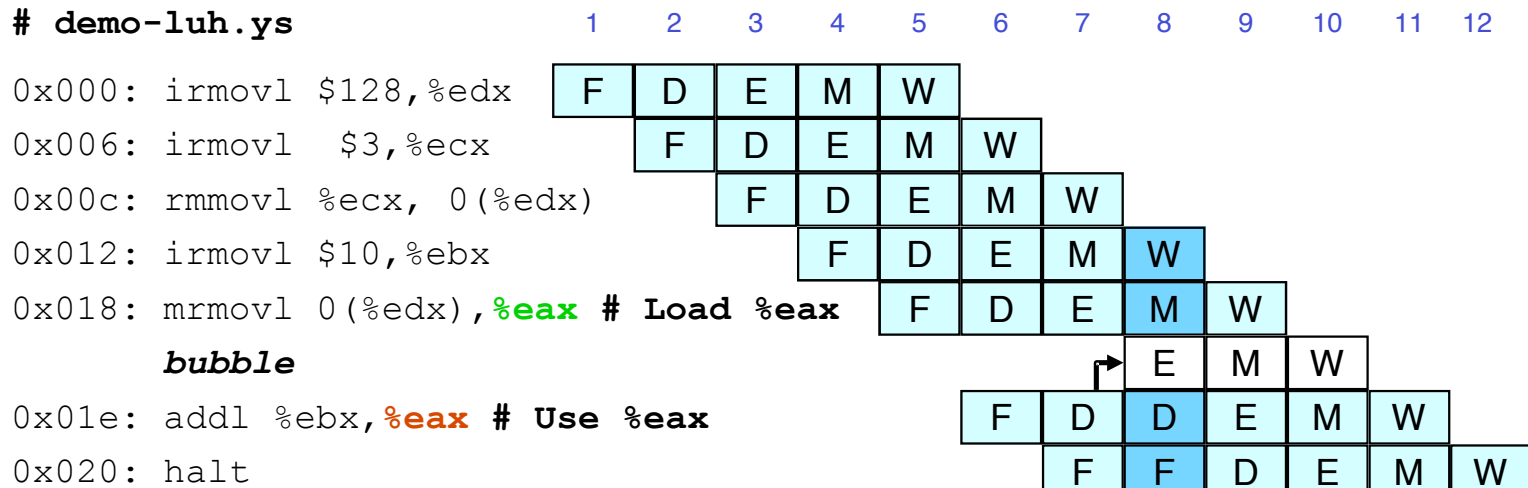 # demo-luh.ys 1 2 3 4 5 6 7 8 9 10 11 12
0x000: irmovl $128,%edx F D E M W
0x006: irmovl $3,%ecx F D E M W
0x00c: rmmovl %ecx, 0(%edx) F D E M W
0x012: irmovl $10,%ebx F D E M W
0x018: mrmovl 0(%edx),%eax # Load %eax F D E M W
bubble E M W
0x01e: addl %ebx,%eax # Use %eax F D D E M W
0x020: halt F F D E M W